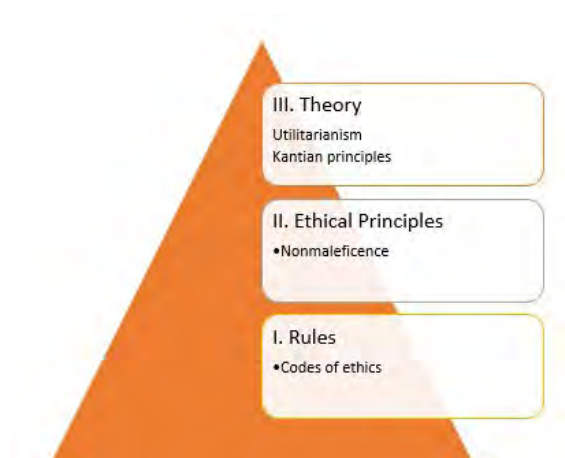 III. Theory
Utilitarianism
Kantian principles
II. Ethical Principles
•Nonmaleficence
I. Rules
•Codes of ethics